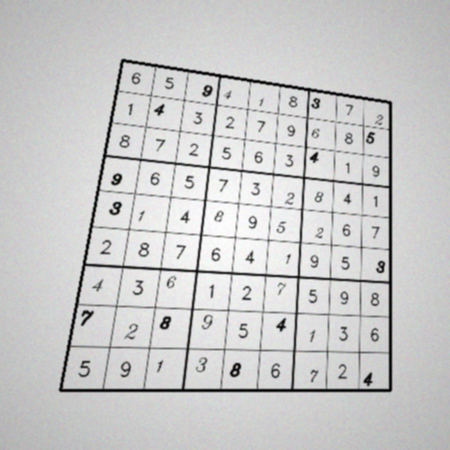 6 5 9 4 1 8 3 7 2
1 4 3 2 7 9 6 8 5
8 7 2 5 6 3 4 1 9
9 6 5 7 3 2 8 4 1
3 1 4 8 9 5 2 6 7
2 8 7 6 4 1 9 5 3
4 3 6 1 2 7 5 9 8
7 2 8 9 5 4 1 3 6
5 9 1 3 8 6 7 2 4